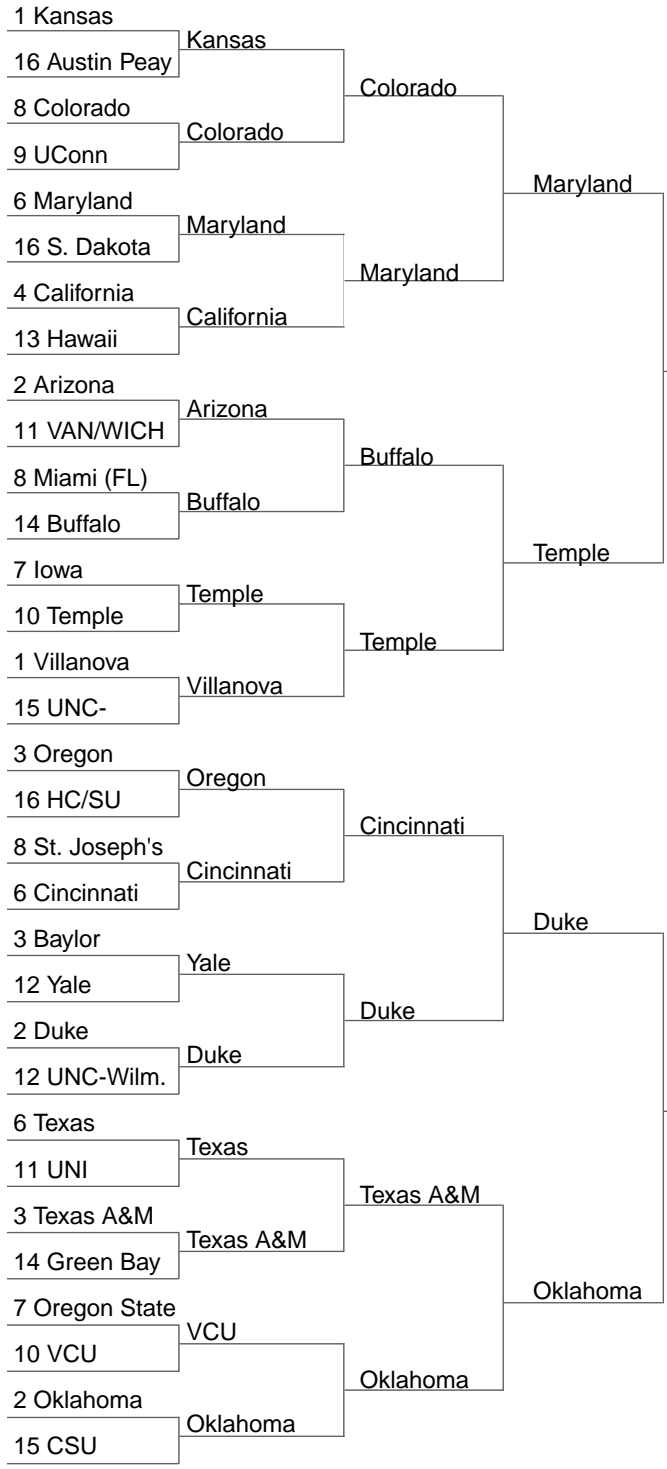 1 Kansas
Kansas
16 Austin Peay
Colorado
8 Colorado
Colorado
9 UConn
Maryland
6 Maryland
Maryland
16 S. Dakota
Maryland
4 California
California
13 Hawaii
2 Arizona
Arizona
11 VAN/WICH
Buffalo
8 Miami (FL)
Buffalo
14 Buffalo
Temple
7 Iowa
Temple
10 Temple
Temple
1 Villanova
Villanova
15 UNC-
3 Oregon
Oregon
16 HC/SU
Cincinnati
8 St. Joseph's
Cincinnati
6 Cincinnati
Duke
3 Baylor
Yale
12 Yale
Duke
2 Duke
Duke
12 UNC-Wilm.
6 Texas
Texas
11 UNI
Texas A&M
3 Texas A&M
Texas A&M
14 Green Bay
Oklahoma
7 Oregon State
VCU
10 VCU
Oklahoma
2 Oklahoma
Oklahoma
15 CSU